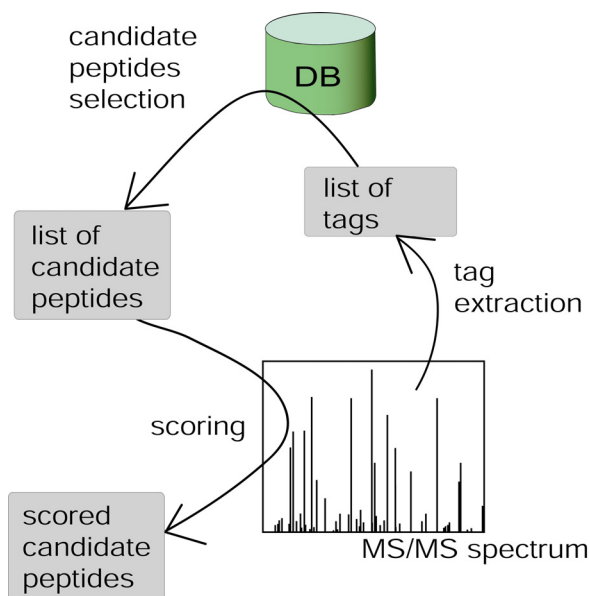 candidate
peptides
selection
DB
list of
tags
list of
candidate
peptides
tag
extraction
scoring
MS/MS spectrum
scored
candidate
peptides